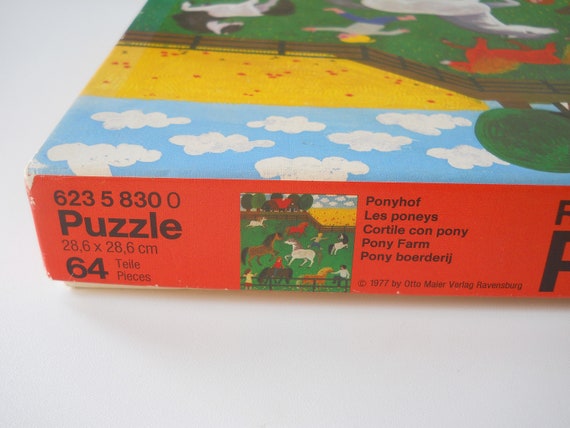 623 5 830 0
Puzzle
28,6 x 28,6 cm
64 Teile
Pieces
Ponyhof
Les poneys
Cortile con pony
Pony Farm
Pony boerderij
© 1977 by Otto Maier Verlag Ravensburg